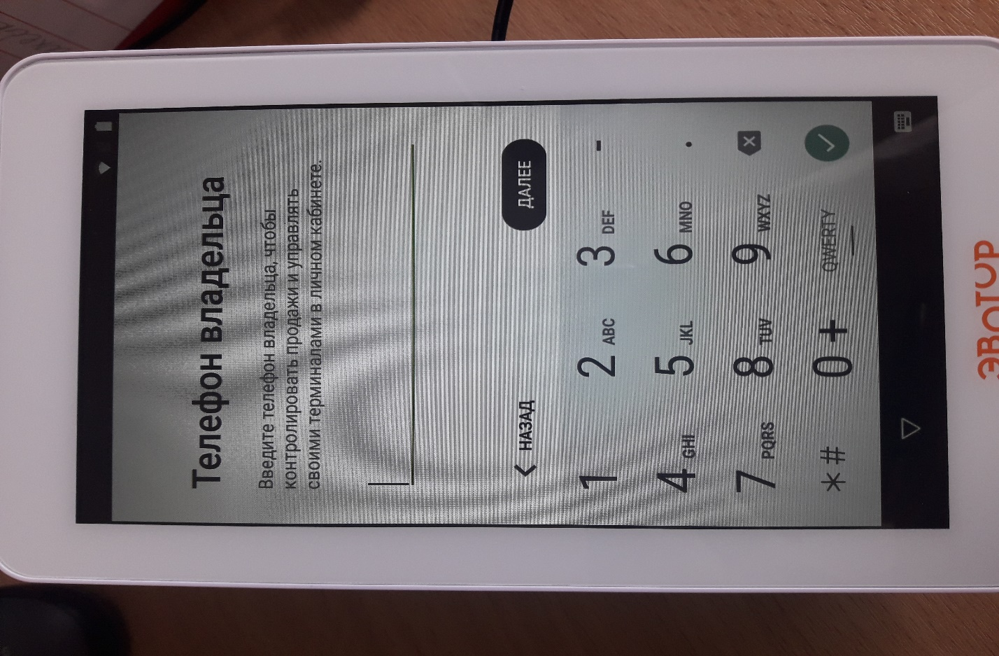 Телефон владельца
Введите телефон владельца, чтобы
контролировать продажи и управлять
своими терминалами в личном кабинете.
НАЗАД
ДАЛЕЕ
1 2 ABC 3 DEF -
4 GHI 5 JKL 6 MNO .
7 PQRS 8 TUV 9 WXYZ
* # 0 + QWERTY _
ЭВОТОР